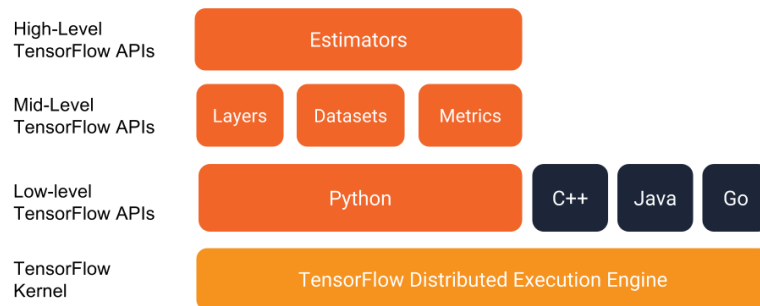 High-Level
TensorFlow APIs
Estimators
Mid-Level
TensorFlow APIs
Layers
Datasets
Metrics
Low-level
TensorFlow APIs
Python
C++
Java
Go
TensorFlow
Kernel
TensorFlow Distributed Execution Engine